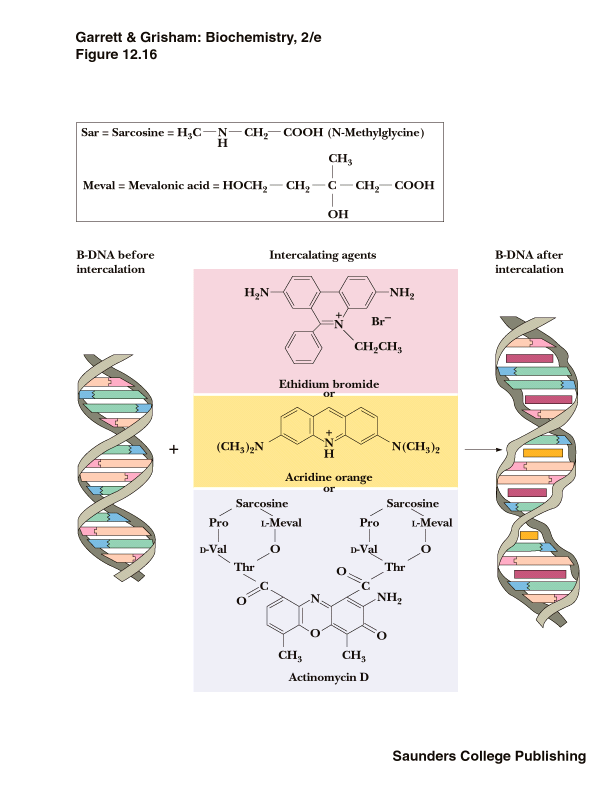 Garrett & Grisham: Biochemistry, 2/e
Figure 12.16
Sar = Sarcosine = H₃C—N—CH₂—COOH (N-Methylglycine)
H
CH₃
Meval = Mevalonic acid = HOCH₂—CH₂—C—CH₂—COOH
OH
B-DNA before
intercalation
Intercalating agents
B-DNA after
intercalation
H₂N
NH₂
+
N
Br⁻
CH₂CH₃
Ethidium bromide
or
+
(CH₃)₂N
+
N
H
N(CH₃)₂
Acridine orange
or
Sarcosine
Sarcosine
Pro
L-Meval
Pro
L-Meval
D-Val
O
D-Val
O
Thr
Thr
C
O
O
C
N
NH₂
O
O
CH₃
CH₃
Actinomycin D
Saunders College Publishing